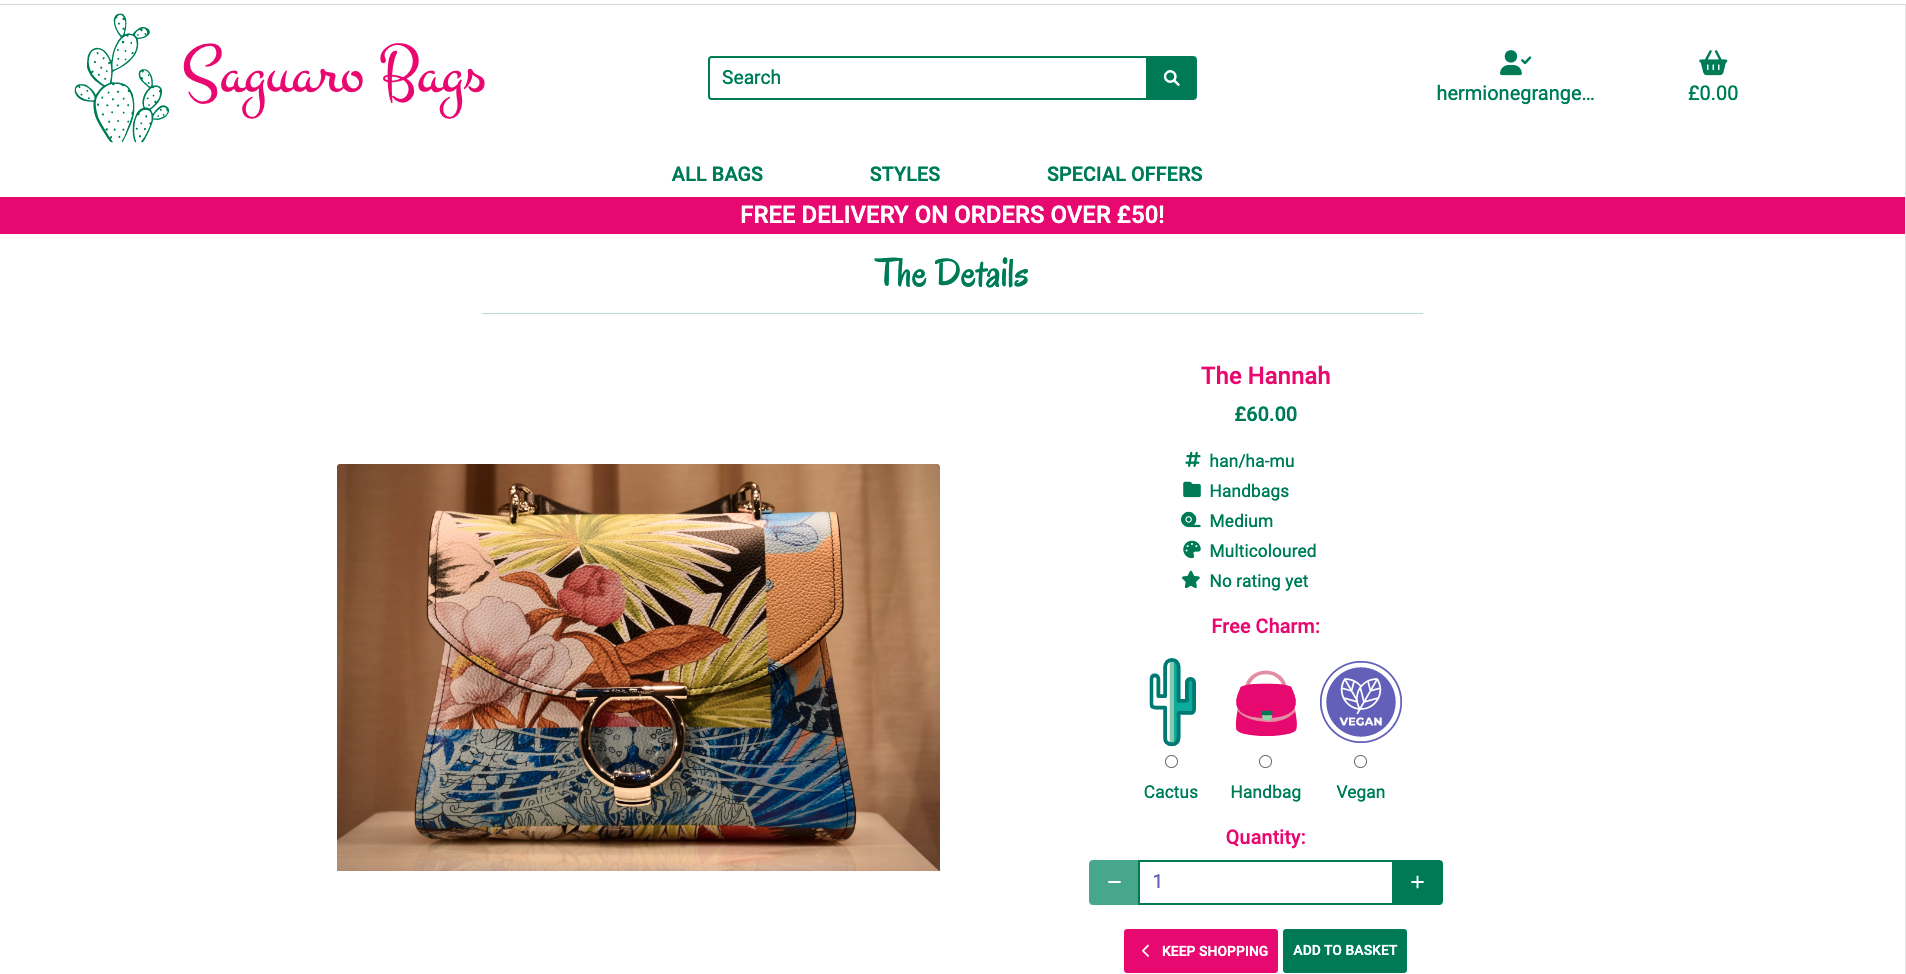 Saguaro Bags
Search
hermionegrange...
£0.00
ALL BAGS
STYLES
SPECIAL OFFERS
FREE DELIVERY ON ORDERS OVER £50!
The Details
The Hannah
£60.00
han/ha-mu
Handbags
Medium
Multicoloured
No rating yet
Free Charm:
VEGAN
Cactus
Handbag
Vegan
Quantity:
1
KEEP SHOPPING
ADD TO BASKET